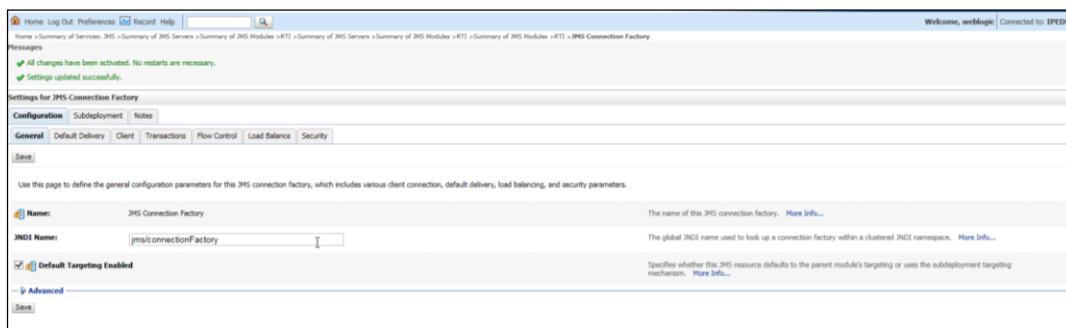 Home Log Out Preferences Record Help
Welcome, weblogic Connected to: IPED
Home >Summary of Services: JMS >Summary of JMS Servers >Summary of JMS Modules >RTI >Summary of JMS Servers >Summary of JMS Modules >RTI >Summary of JMS Modules >RTI >JMS Connection Factory
Messages
All changes have been activated. No restarts are necessary.
Settings updated successfully.
Settings for JMS Connection Factory
Configuration Subdeployment Notes
General Default Delivery Client Transactions Flow Control Load Balance Security
Save
Use this page to define the general configuration parameters for this JMS connection factory, which includes various client connection, default delivery, load balancing, and security parameters.
Name: JMS Connection Factory The name of this JMS connection factory. More Info...
JNDI Name: jms/connectionFactory The global JNDI name used to look up a connection factory within a clustered JNDI namespace. More Info...
Default Targeting Enabled Specifies whether this JMS resource defaults to the parent module's targeting or uses the subdeployment targeting
mechanism. More Info...
Advanced
Save